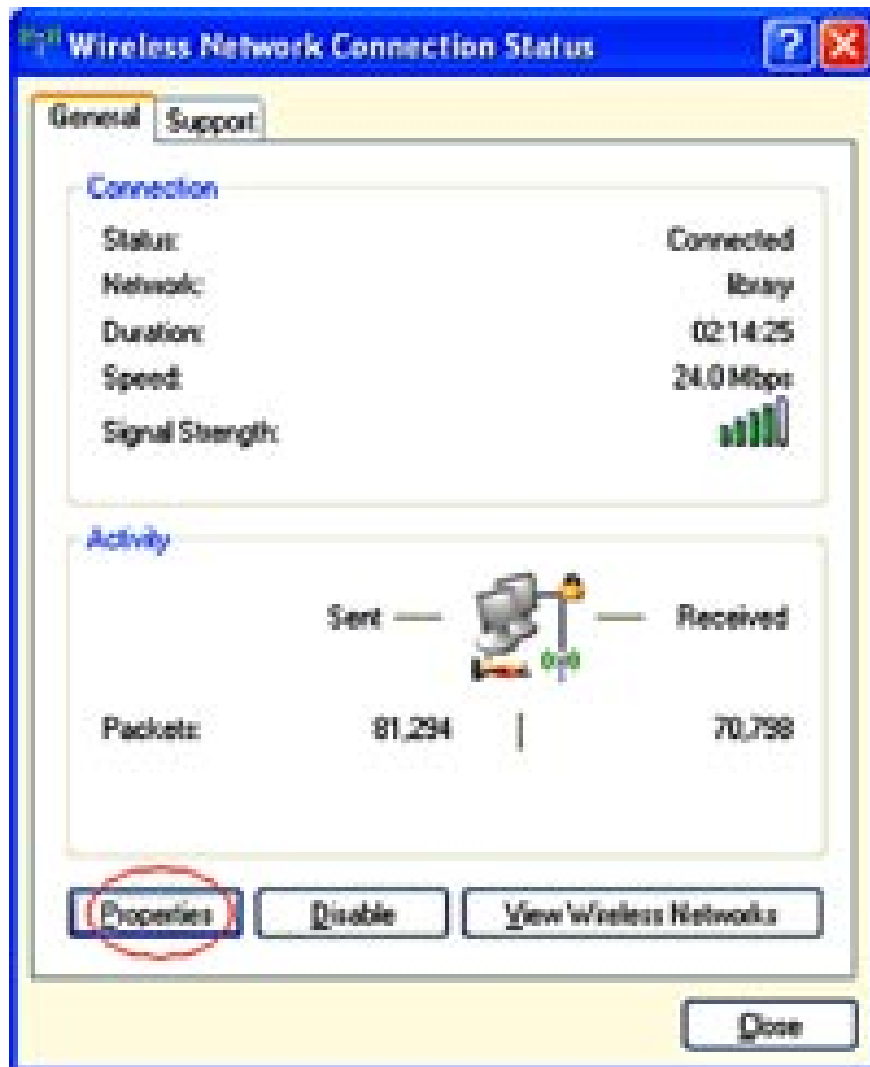 Wireless Network Connection Status
General Support
Connection
Status: Connected
Network: library
Duration: 02:14:25
Speed: 24.0 Mbps
Signal Strength:
Activity
Sent — — Received
Packets: 81,294 | 70,798
Properties Disable View Wireless Networks
Close